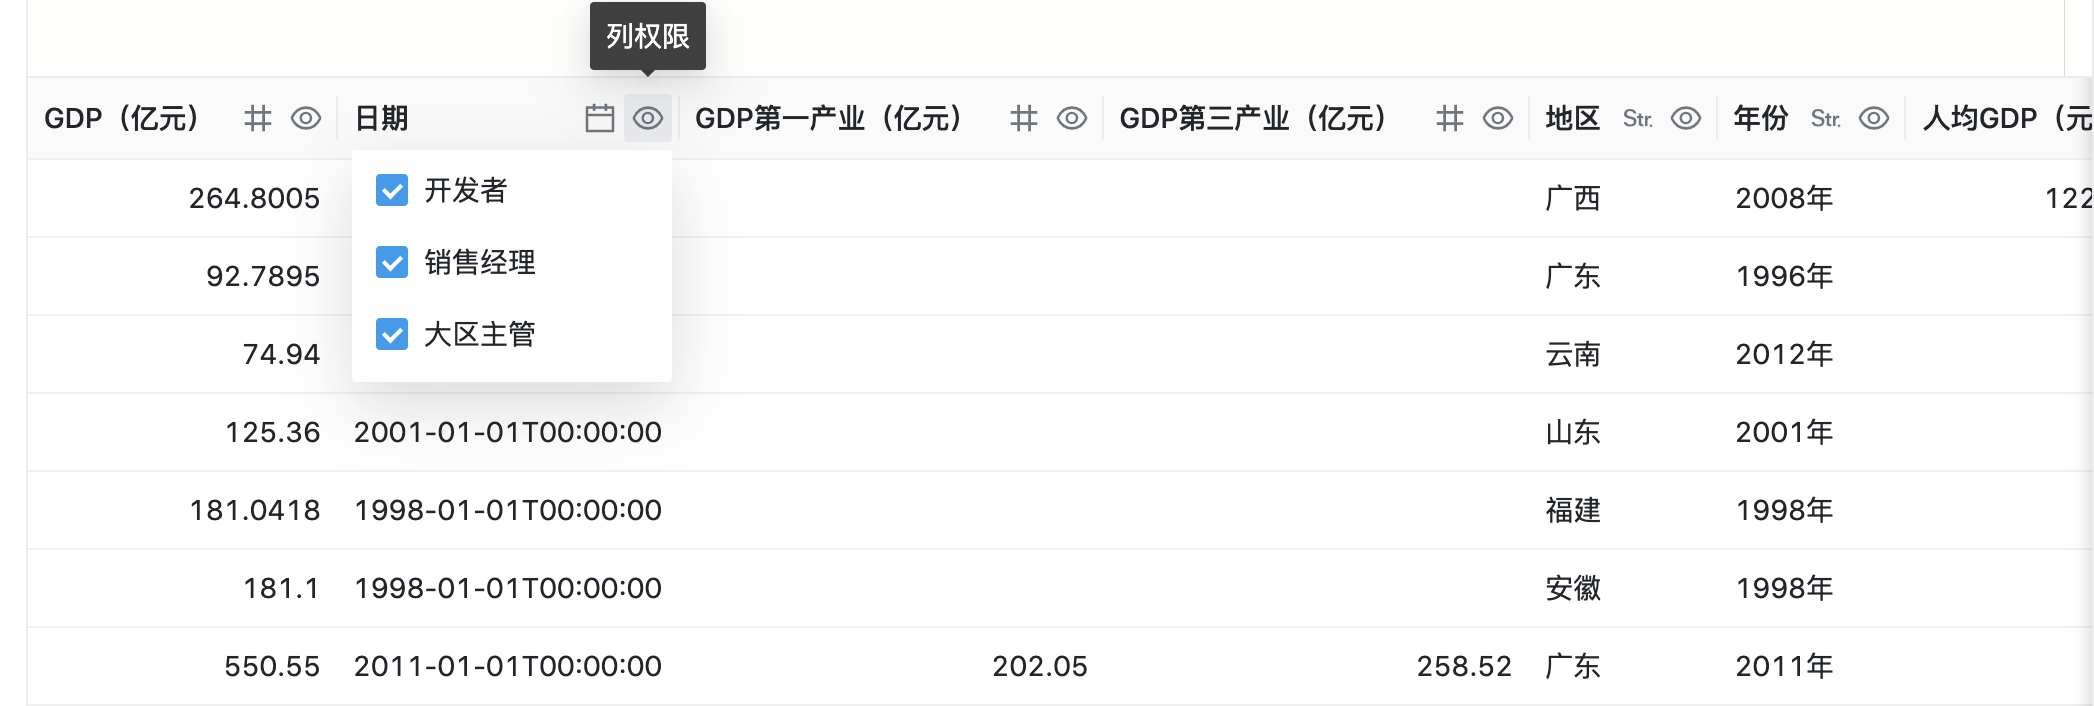 列权限
GDP（亿元） 日期 GDP第一产业（亿元） GDP第三产业（亿元） 地区 Str. 年份 Str. 人均GDP（元
264.8005 开发者 广西 2008年 122
92.7895 销售经理 广东 1996年
74.94 大区主管 云南 2012年
125.36 2001-01-01T00:00:00 山东 2001年
181.0418 1998-01-01T00:00:00 福建 1998年
181.1 1998-01-01T00:00:00 安徽 1998年
550.55 2011-01-01T00:00:00 202.05 258.52 广东 2011年